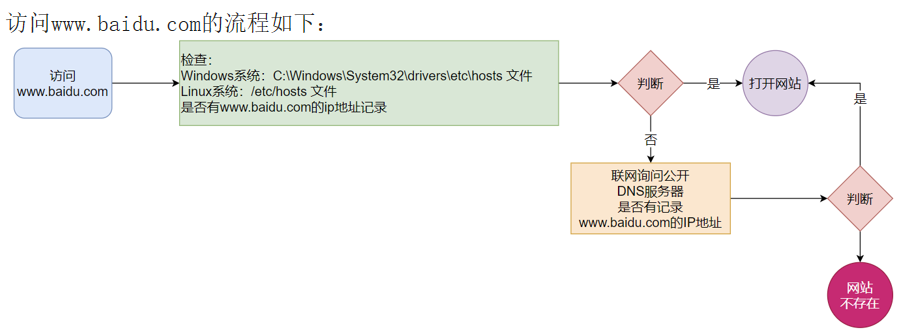 访问www.baidu.com的流程如下：
访问
www.baidu.com
检查：
Windows系统：C:\Windows\System32\drivers\etc\hosts 文件
Linux系统：/etc/hosts 文件
是否有www.baidu.com的ip地址记录
判断
是
打开网站
否
联网询问公开
DNS服务器
是否有记录
www.baidu.com的IP地址
判断
是
网站
不存在